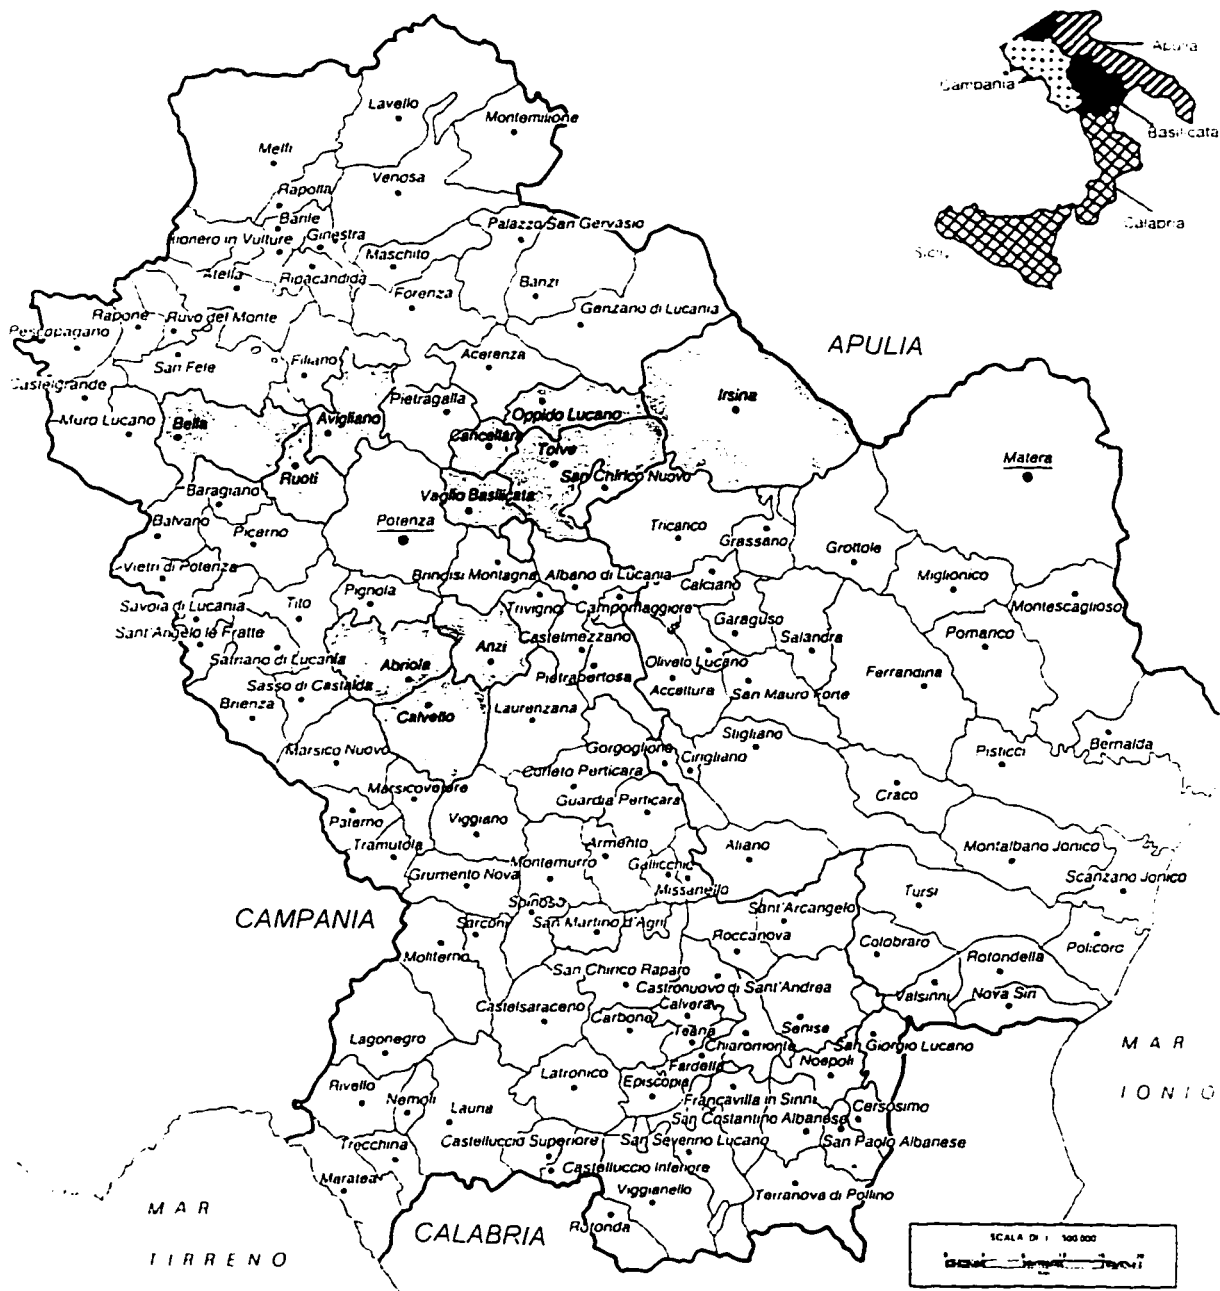 Apulia
Campania
Basilicata
Calabria
Lavello
Montemilone
Melfi
Venosa
Rapolla
Barile
Palazzo San Gervasio
Ginestra
Maschito
Atella
Ripacandida
Forenza
Banzi
Genzano di Lucania
Rapone
Ruvo del Monte
Pescopagano
APULIA
San Fele
Filiano
Acerenza
Castelgrande
Pietragalla
Irsina
Muro Lucano
Bella
Avigliano
Oppido Lucano
Cancellara
Tolve
Matera
Ruoti
San Chirico Nuovo
Baragiano
Vaglio Basilicata
Balvano
Picerno
Potenza
Tricarico
Grassano
Grottole
Vietri di Potenza
Brindisi Montagna
Albano di Lucania
Calciano
Miglionico
Savoia di Lucania
Tito
Pignola
Trivigno
Campomaggiore
Montescaglioso
Sant'Angelo le Fratte
Castelmezzano
Garaguso
Salandra
Pomarico
Satriano di Lucania
Abriola
Anzi
Oliveto Lucano
Sasso di Castalda
Pietrapertosa
Accettura
San Mauro Forte
Ferrandina
Brienza
Calvello
Laurenzana
Marsico Nuovo
Gorgoglione
Stigliano
Cirigliano
Pisticci
Bernalda
Corleto Perticara
Marsicovetere
Guardia Perticara
Craco
Paterno
Viggiano
Tramutola
Armento
Aliano
Montalbano Jonico
Montemurro
Gallicchio
Grumento Nova
Missanello
Scanzano Jonico
Spinoso
Tursi
CAMPANIA
Sarconi
San Martino d'Agri
Sant'Arcangelo
Roccanova
Colobraro
Policoro
Moliterno
Rotondella
San Chirico Raparo
Castronuovo di Sant'Andrea
Valsinni
Nova Siri
Castelsaraceno
Calvera
Carbone
Teana
Senise
Lagonegro
Chiaromonte
San Giorgio Lucano
Fardella
Noepoli
MAR
Rivello
Latronico
Episcopia
Francavilla in Sinni
IONIO
Nemoli
Lauria
Cersosimo
San Costantino Albanese
Trecchina
Castelluccio Superiore
San Severino Lucano
San Paolo Albanese
Castelluccio Inferiore
Maratea
Viggianello
Terranova di Pollino
MAR
CALABRIA
Rotonda
TIRRENO